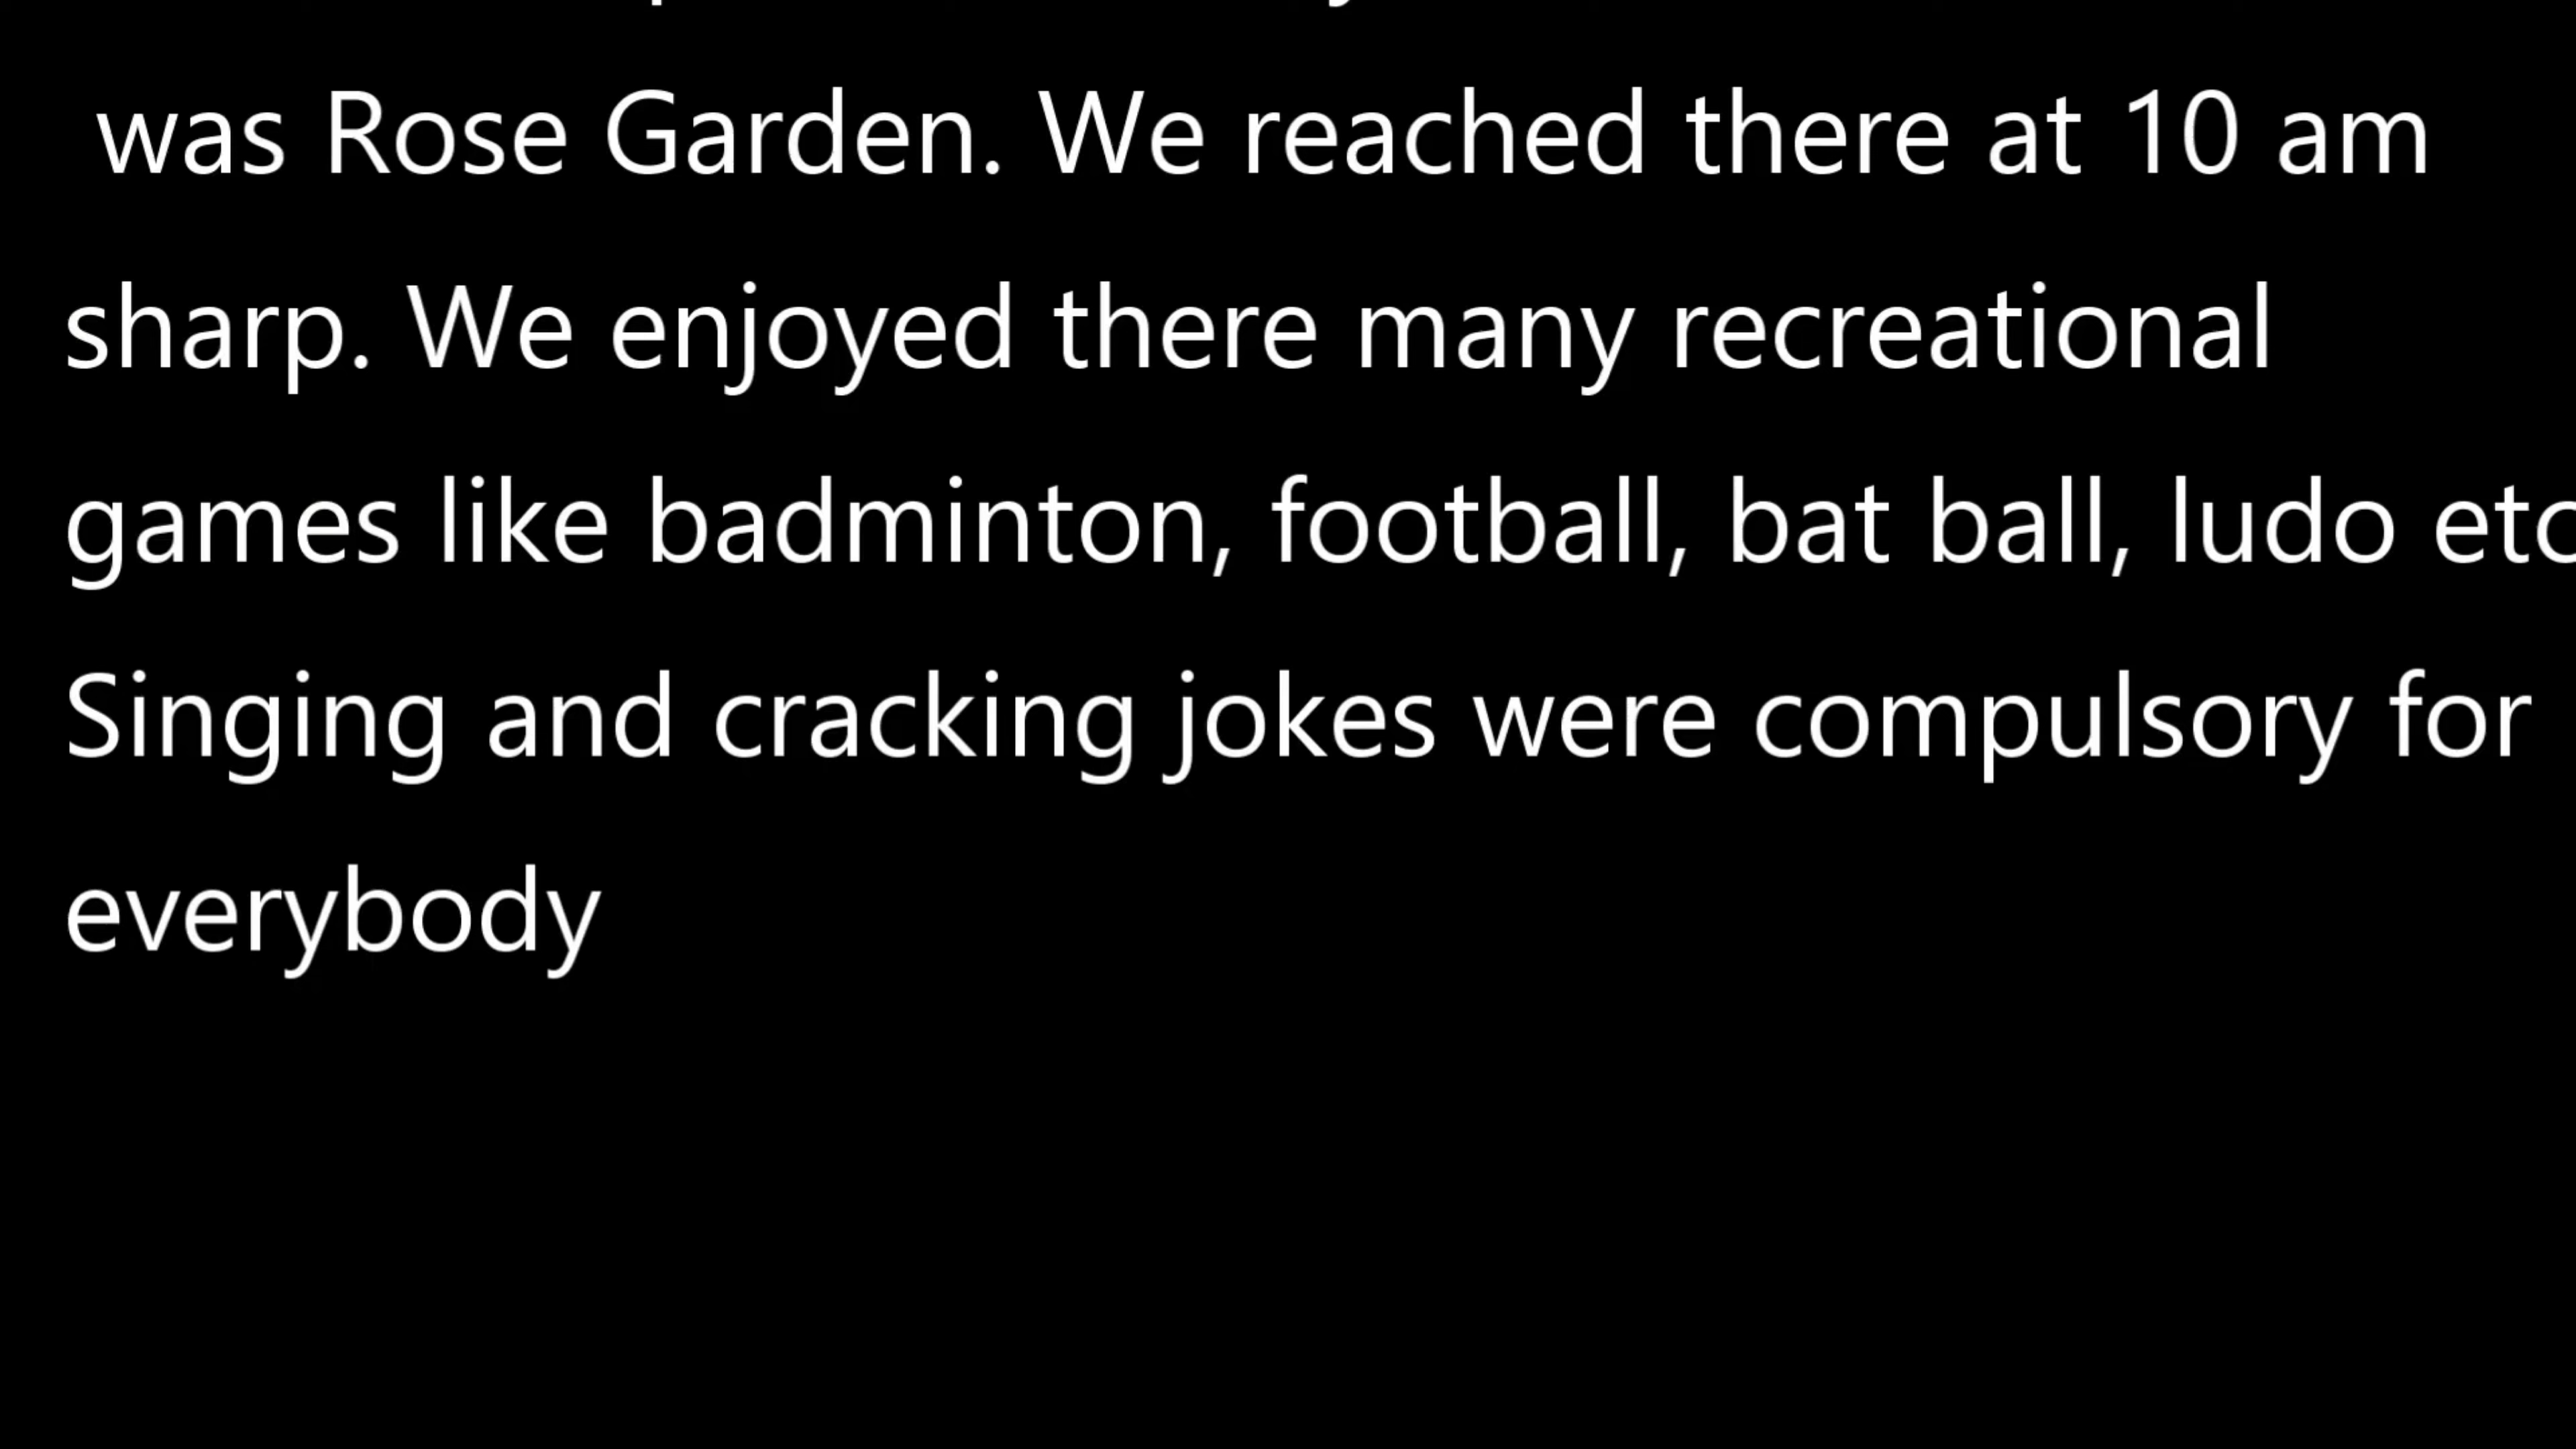 was Rose Garden. We reached there at 10 am
sharp. We enjoyed there many recreational
games like badminton, football, bat ball, ludo etc
Singing and cracking jokes were compulsory for
everybody